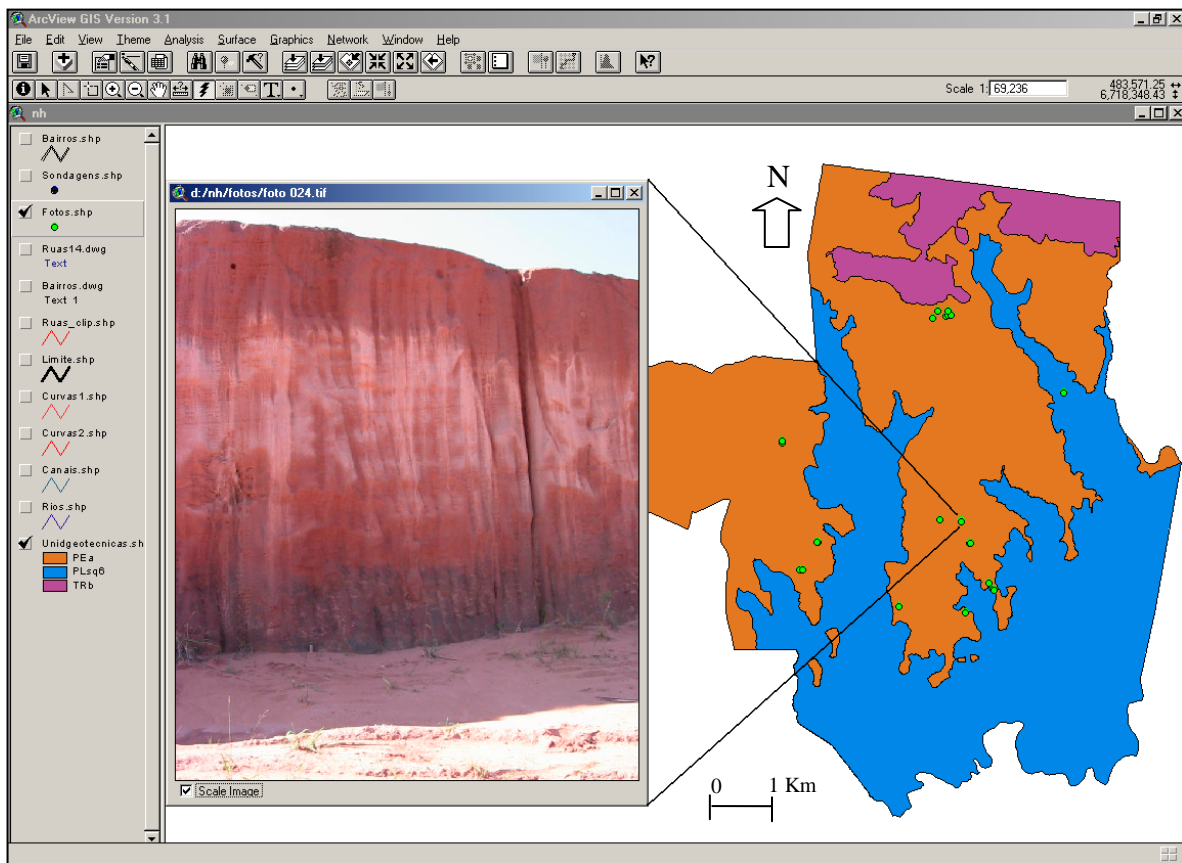 ArcView GIS Version 3.1
File Edit View Theme Analysis Surface Graphics Network Window Help
Scale 1: 69,236
483,571.25
6,718,348.43
nh
Bairros.shp
Sondagens.shp
Fotos.shp
Ruas14.dwg
Text
Bairros.dwg
Text 1
Ruas_clip.shp
Limite.shp
Curvas1.shp
Curvas2.shp
Canais.shp
Rios.shp
Unidgeotecnicas.sh
PEa
PLsq6
TRb
d:/nh/fotos/foto 024.tif
Scale Image
N
0 1 Km